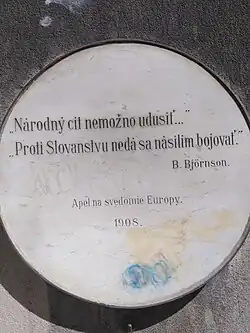 „Národný cit nemožno udusiť...”
„Proti Slovanstvu nedá sa násilím bojovať.”
B. Björnson.
Apel na svedomie Europy.
1908.